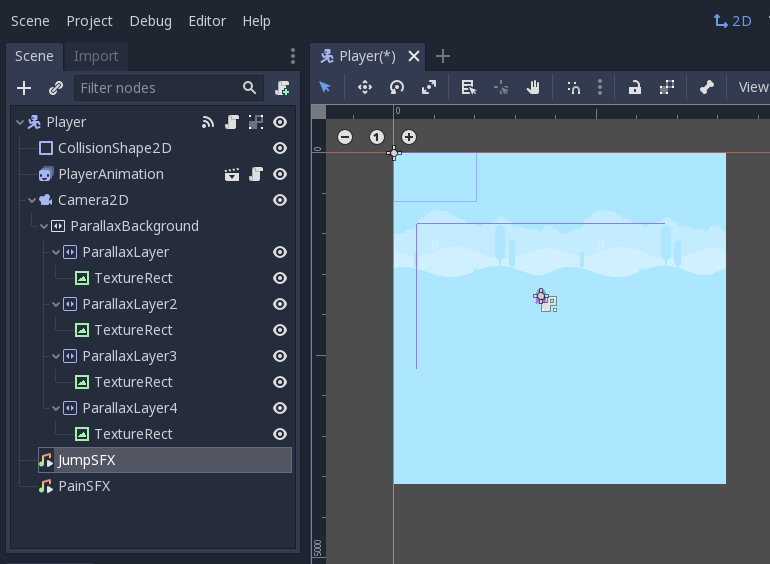 Scene Project Debug Editor Help 2D
Scene Import Player(*)
Filter nodes View
Player
CollisionShape2D
PlayerAnimation
Camera2D
ParallaxBackground
ParallaxLayer
TextureRect
ParallaxLayer2
TextureRect
ParallaxLayer3
TextureRect
ParallaxLayer4
TextureRect
JumpSFX
PainSFX
0
1
0
5000